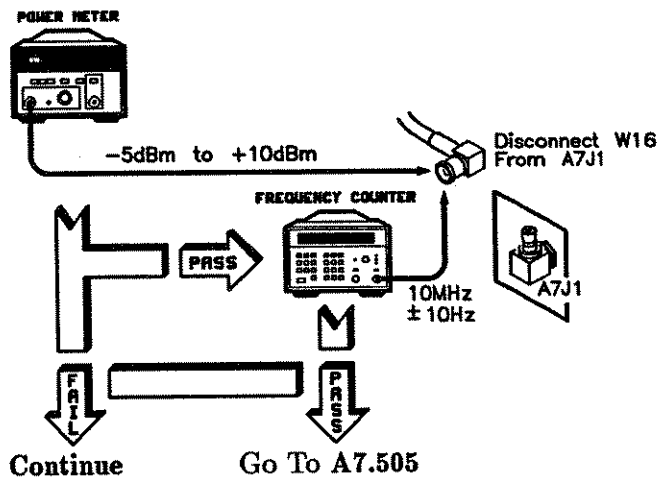 POWER METER
-5dBm to +10dBm
Disconnect W16
From A7J1
FREQUENCY COUNTER
PASS
A7J1
10MHz
±10Hz
FAIL
PASS
Continue
Go To A7.505